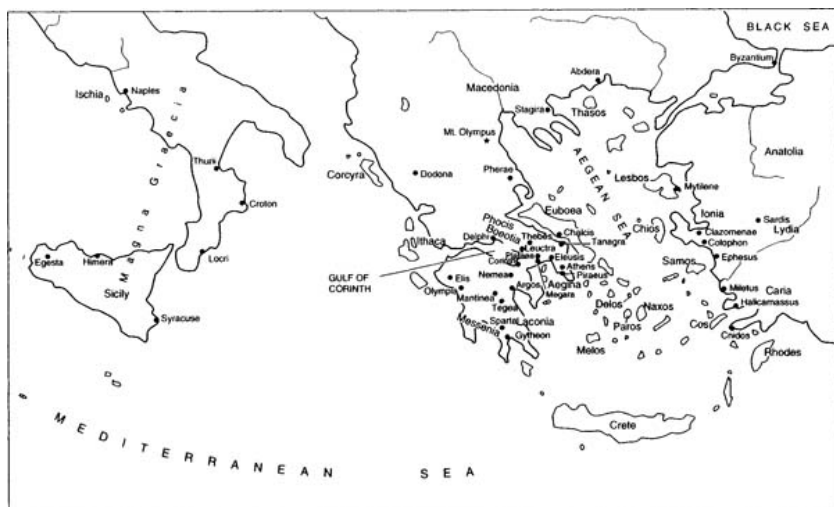 BLACK SEA
Byzantium
Abdera
Macedonia
Naples
Ischia
Stagira
Thasos
Mt. Olympus
AEGEAN SEA
Magna Graecia
Anatolia
Thurii
Dodona
Pherae
Corcyra
Lesbos
Mytilene
Croton
Euboea
Ionia
Phocis
Chios
Sardis
Lydia
Ithaca
Delphi
Boeotia
Thebes
Chalcis
Clazomenae
Leuctra
Tanagra
Colophon
Egesta
Himera
Locri
Plataea
Eleusis
Ephesus
Corinth
Athens
Samos
GULF OF
CORINTH
Nemea
Piraeus
Elis
Aegina
Sicily
Olympia
Argos
Megara
Miletus
Caria
Mantinea
Delos
Naxos
Halicarnassus
Tegea
Syracuse
Messenia
Sparta
Laconia
Paros
Cos
Gytheon
Cnidos
Melos
Rhodes
Crete
MEDITERRANEAN SEA